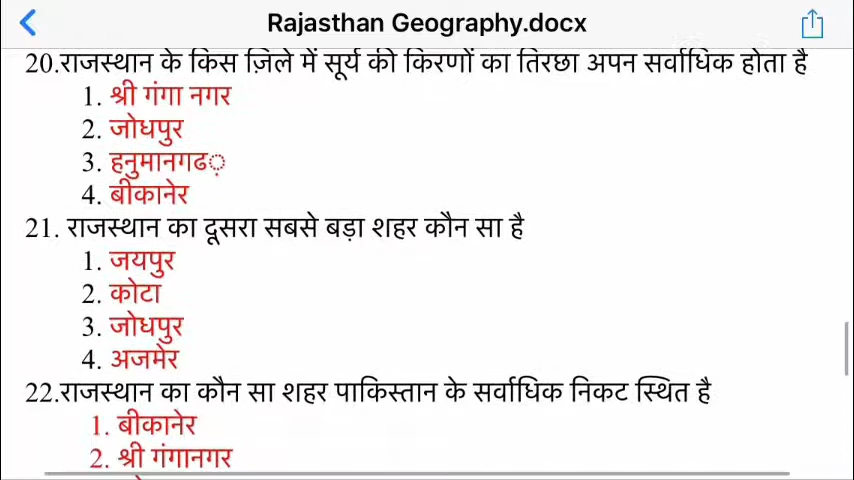 Rajasthan Geography.docx
20.राजस्थान के किस ज़िले में सूर्य की किरणों का तिरछा अपन सर्वाधिक होता है
1. श्री गंगा नगर
2. जोधपुर
3. हनुमानगढ़़
4. बीकानेर
21. राजस्थान का दूसरा सबसे बड़ा शहर कौन सा है
1. जयपुर
2. कोटा
3. जोधपुर
4. अजमेर
22.राजस्थान का कौन सा शहर पाकिस्तान के सर्वाधिक निकट स्थित है
1. बीकानेर
2. श्री गंगानगर